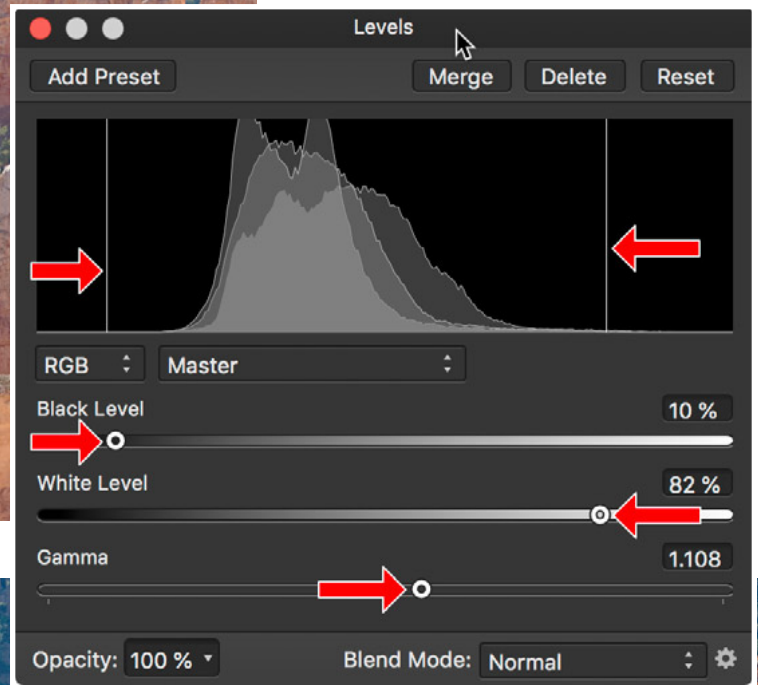 Levels
Add Preset Merge Delete Reset
RGB Master
Black Level 10 %
White Level 82 %
Gamma 1.108
Opacity: 100 % Blend Mode: Normal